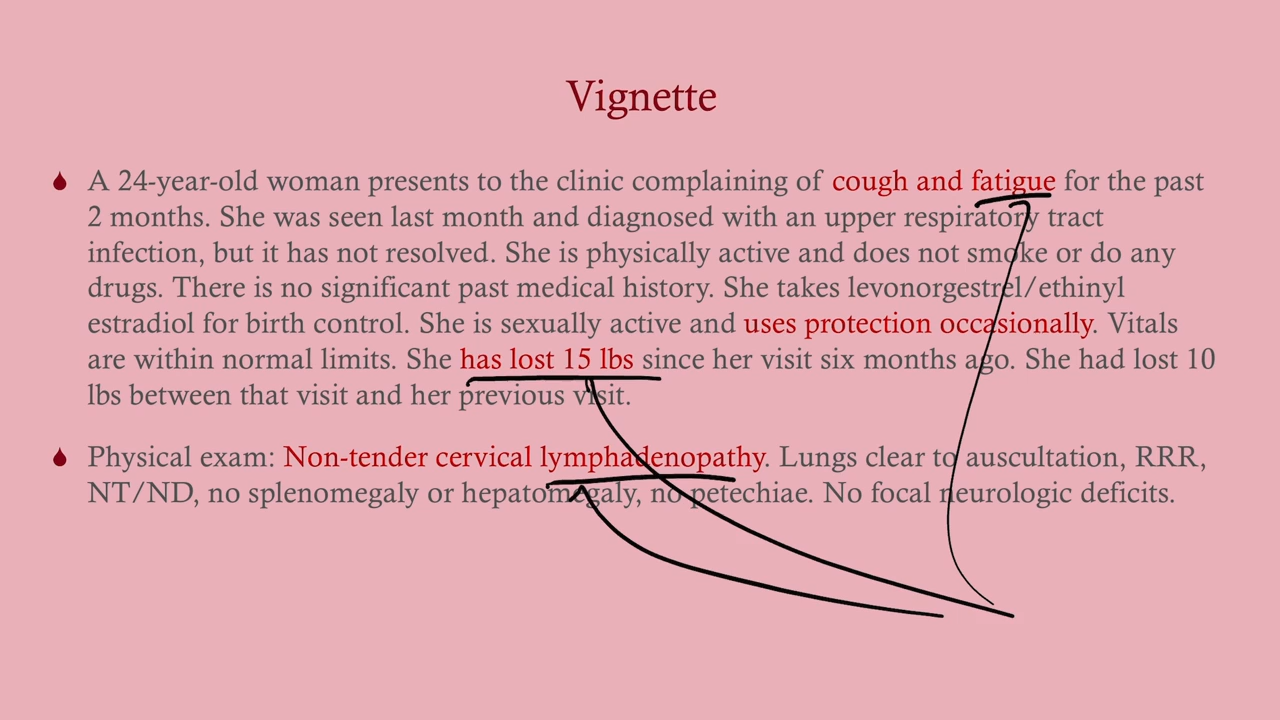 Vignette
A 24-year-old woman presents to the clinic complaining of cough and fatigue for the past
2 months. She was seen last month and diagnosed with an upper respiratory tract
infection, but it has not resolved. She is physically active and does not smoke or do any
drugs. There is no significant past medical history. She takes levonorgestrel/ethinyl
estradiol for birth control. She is sexually active and uses protection occasionally. Vitals
are within normal limits. She has lost 15 lbs since her visit six months ago. She had lost 10
lbs between that visit and her previous visit.
Physical exam: Non-tender cervical lymphadenopathy. Lungs clear to auscultation, RRR,
NT/ND, no splenomegaly or hepatomegaly, no petechiae. No focal neurologic deficits.